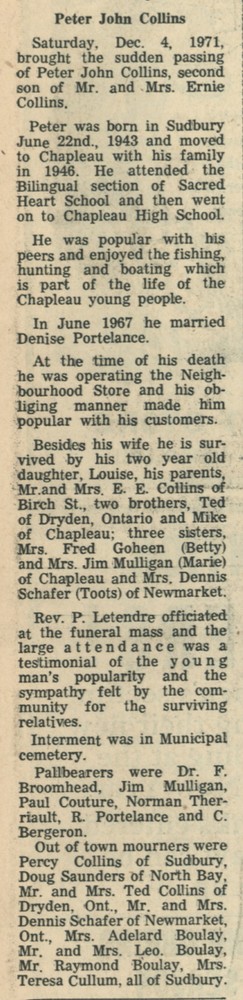 Peter John Collins
Saturday, Dec. 4, 1971,
brought the sudden passing
of Peter John Collins, second
son of Mr. and Mrs. Ernie
Collins.
Peter was born in Sudbury
June 22nd., 1943 and moved
to Chapleau with his family
in 1946. He attended the
Bilingual section of Sacred
Heart School and then went
on to Chapleau High School.
He was popular with his
peers and enjoyed the fishing,
hunting and boating which
is part of the life of the
Chapleau young people.
In June 1967 he married
Denise Portelance.
At the time of his death
he was operating the Neigh-
bourhood Store and his ob-
liging manner made him
popular with his customers.
Besides his wife he is sur-
vived by his two year old
daughter, Louise, his parents,
Mr.and Mrs. E. E. Collins of
Birch St., two brothers, Ted
of Dryden, Ontario and Mike
of Chapleau; three sisters,
Mrs. Fred Goheen (Betty)
and Mrs. Jim Mulligan (Marie)
of Chapleau and Mrs. Dennis
Schafer (Toots) of Newmarket.
Rev. P. Letendre officiated
at the funeral mass and the
large attendance was a
testimonial of the young
man's popularity and the
sympathy felt by the com-
munity for the surviving
relatives.
Interment was in Municipal
cemetery.
Pallbearers were Dr. F.
Broomhead, Jim Mulligan,
Paul Couture, Norman Ther-
riault, R. Portelance and C.
Bergeron.
Out of town mourners were
Percy Collins of Sudbury,
Doug Saunders of North Bay,
Mr. and Mrs. Ted Collins of
Dryden, Ont., Mr. and Mrs.
Dennis Schafer of Newmarket,
Ont., Mrs. Adelard Boulay,
Mr. and Mrs. Leo. Boulay,
Mr. Raymond Boulay, Mrs.
Teresa Cullum, all of Sudbury.